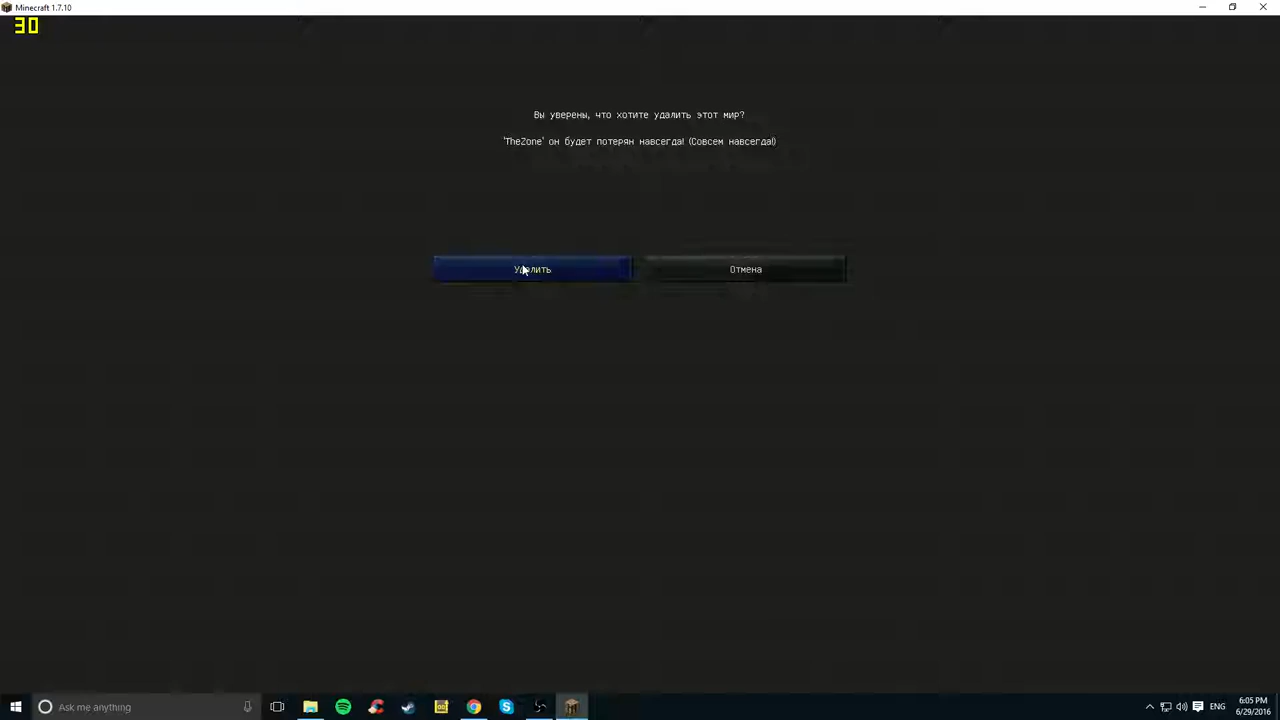 Minecraft 1.7.10
30
Вы уверены, что хотите удалить этот мир?
'TheZone' он будет потерян навсегда! (Совсем навсегда!)
Удалить
Отмена
Ask me anything
ENG
6:05 PM
6/29/2016